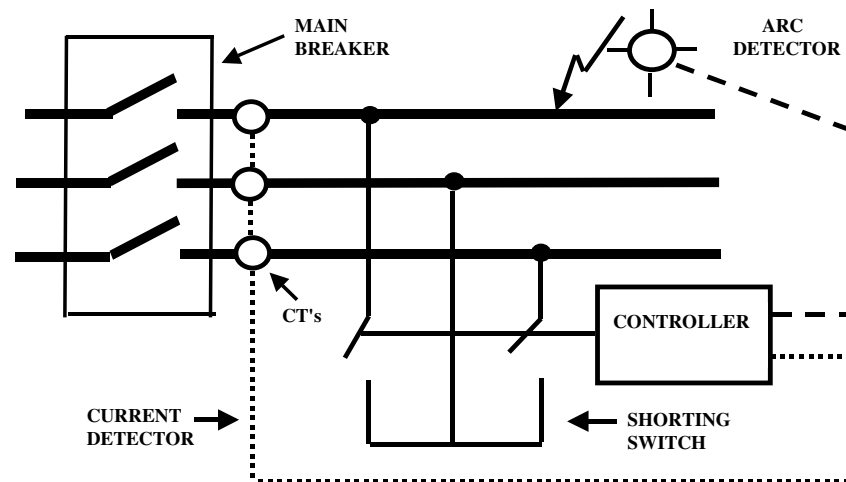 MAIN
BREAKER
ARC
DETECTOR
CT's
CONTROLLER
CURRENT
DETECTOR
SHORTING
SWITCH